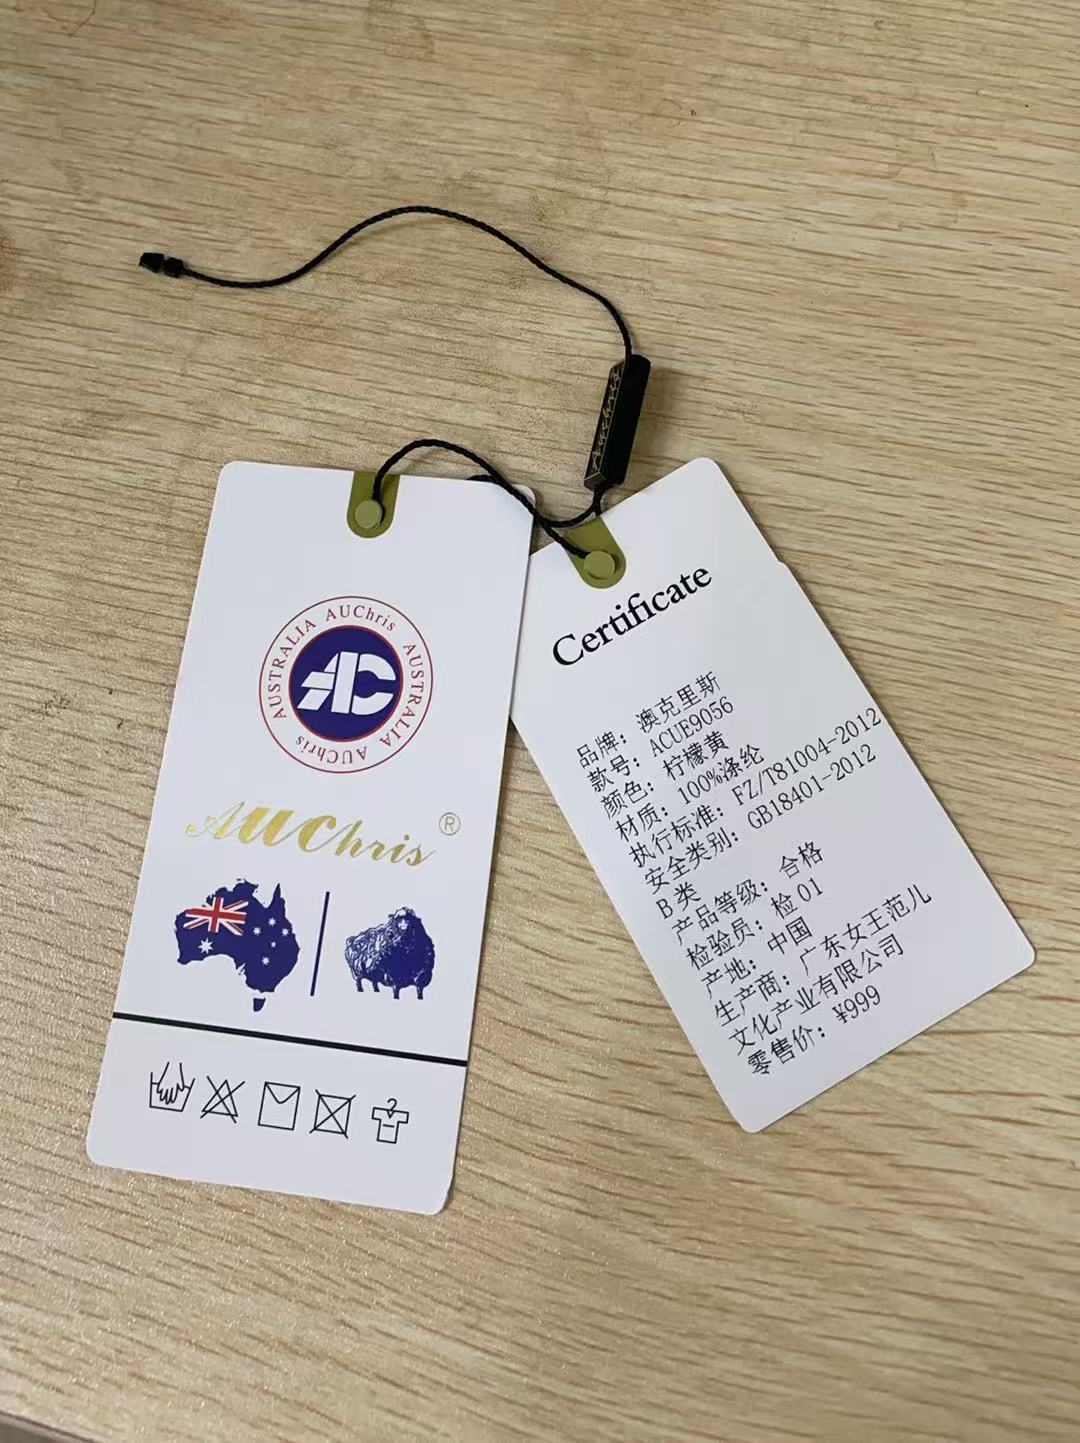 Auchris
AUSTRALIA AUChris AUSTRALIA AUChris
AC
AUChris®
Certificate
品牌：澳克里斯
款号：ACUE9056
颜色：柠檬黄
材质：100%涤纶
执行标准：FZ/T81004-2012
安全类别：GB18401-2012
B类
产品等级：合格
检验员：检01
产地：中国
生产商：广东女王范儿
文化产业有限公司
零售价：¥999